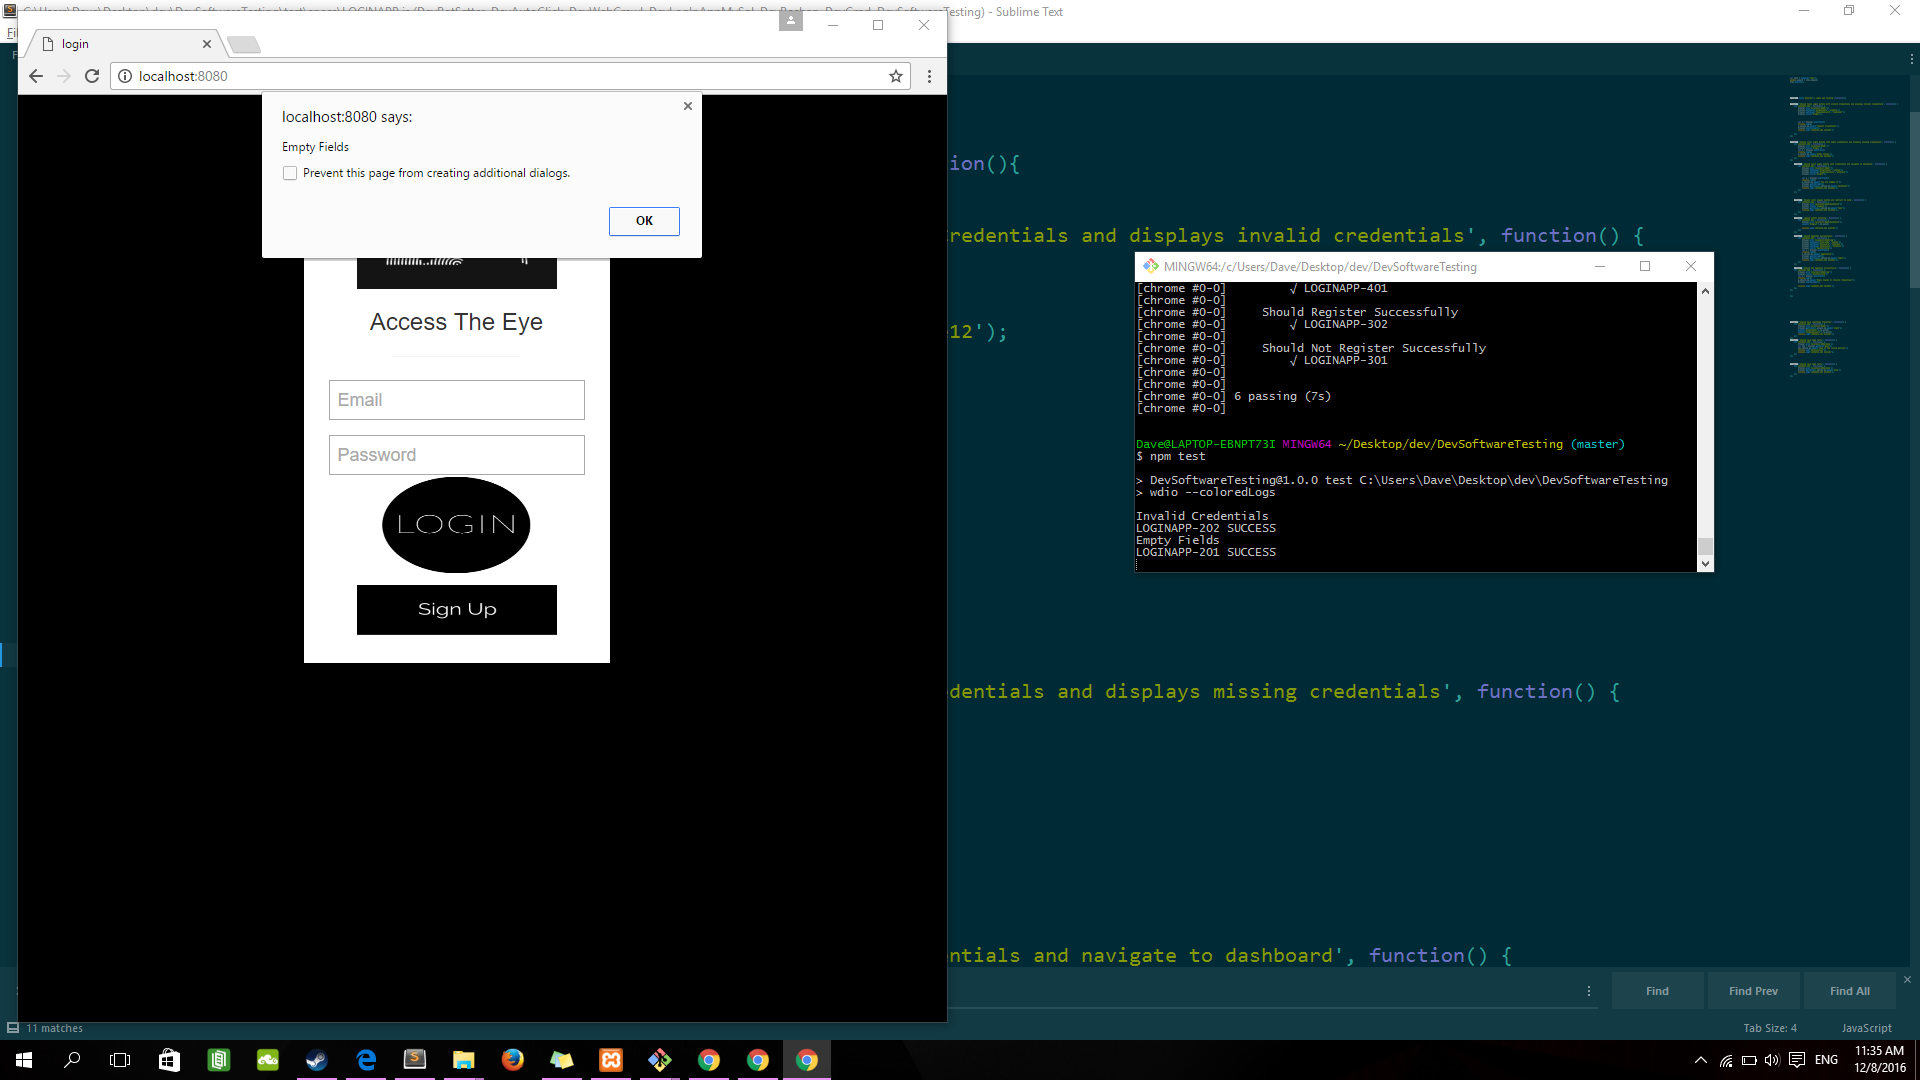 - Sublime Text
login
localhost:8080
localhost:8080 says:
Empty Fields
Prevent this page from creating additional dialogs.
OK
Access The Eye
Email
Password
LOGIN
Sign Up
ion(){
redentials and displays invalid credentials', function() {
12');
dentials and displays missing credentials', function() {
ntials and navigate to dashboard', function() {
MINGW64:/c/Users/Dave/Desktop/dev/DevSoftwareTesting
[chrome #0-0] √ LOGINAPP-401
[chrome #0-0]
[chrome #0-0] Should Register Successfully
[chrome #0-0] √ LOGINAPP-302
[chrome #0-0]
[chrome #0-0] Should Not Register Successfully
[chrome #0-0] √ LOGINAPP-301
[chrome #0-0]
[chrome #0-0]
[chrome #0-0] 6 passing (7s)
[chrome #0-0]
Dave@LAPTOP-EBNPT73I MINGW64 ~/Desktop/dev/DevSoftwareTesting (master)
$ npm test
> DevSoftwareTesting@1.0.0 test C:\Users\Dave\Desktop\dev\DevSoftwareTesting
> wdio --coloredLogs
Invalid Credentials
LOGINAPP-202 SUCCESS
Empty Fields
LOGINAPP-201 SUCCESS
Find
Find Prev
Find All
11 matches
Tab Size: 4
JavaScript
ENG
11:35 AM
12/8/2016